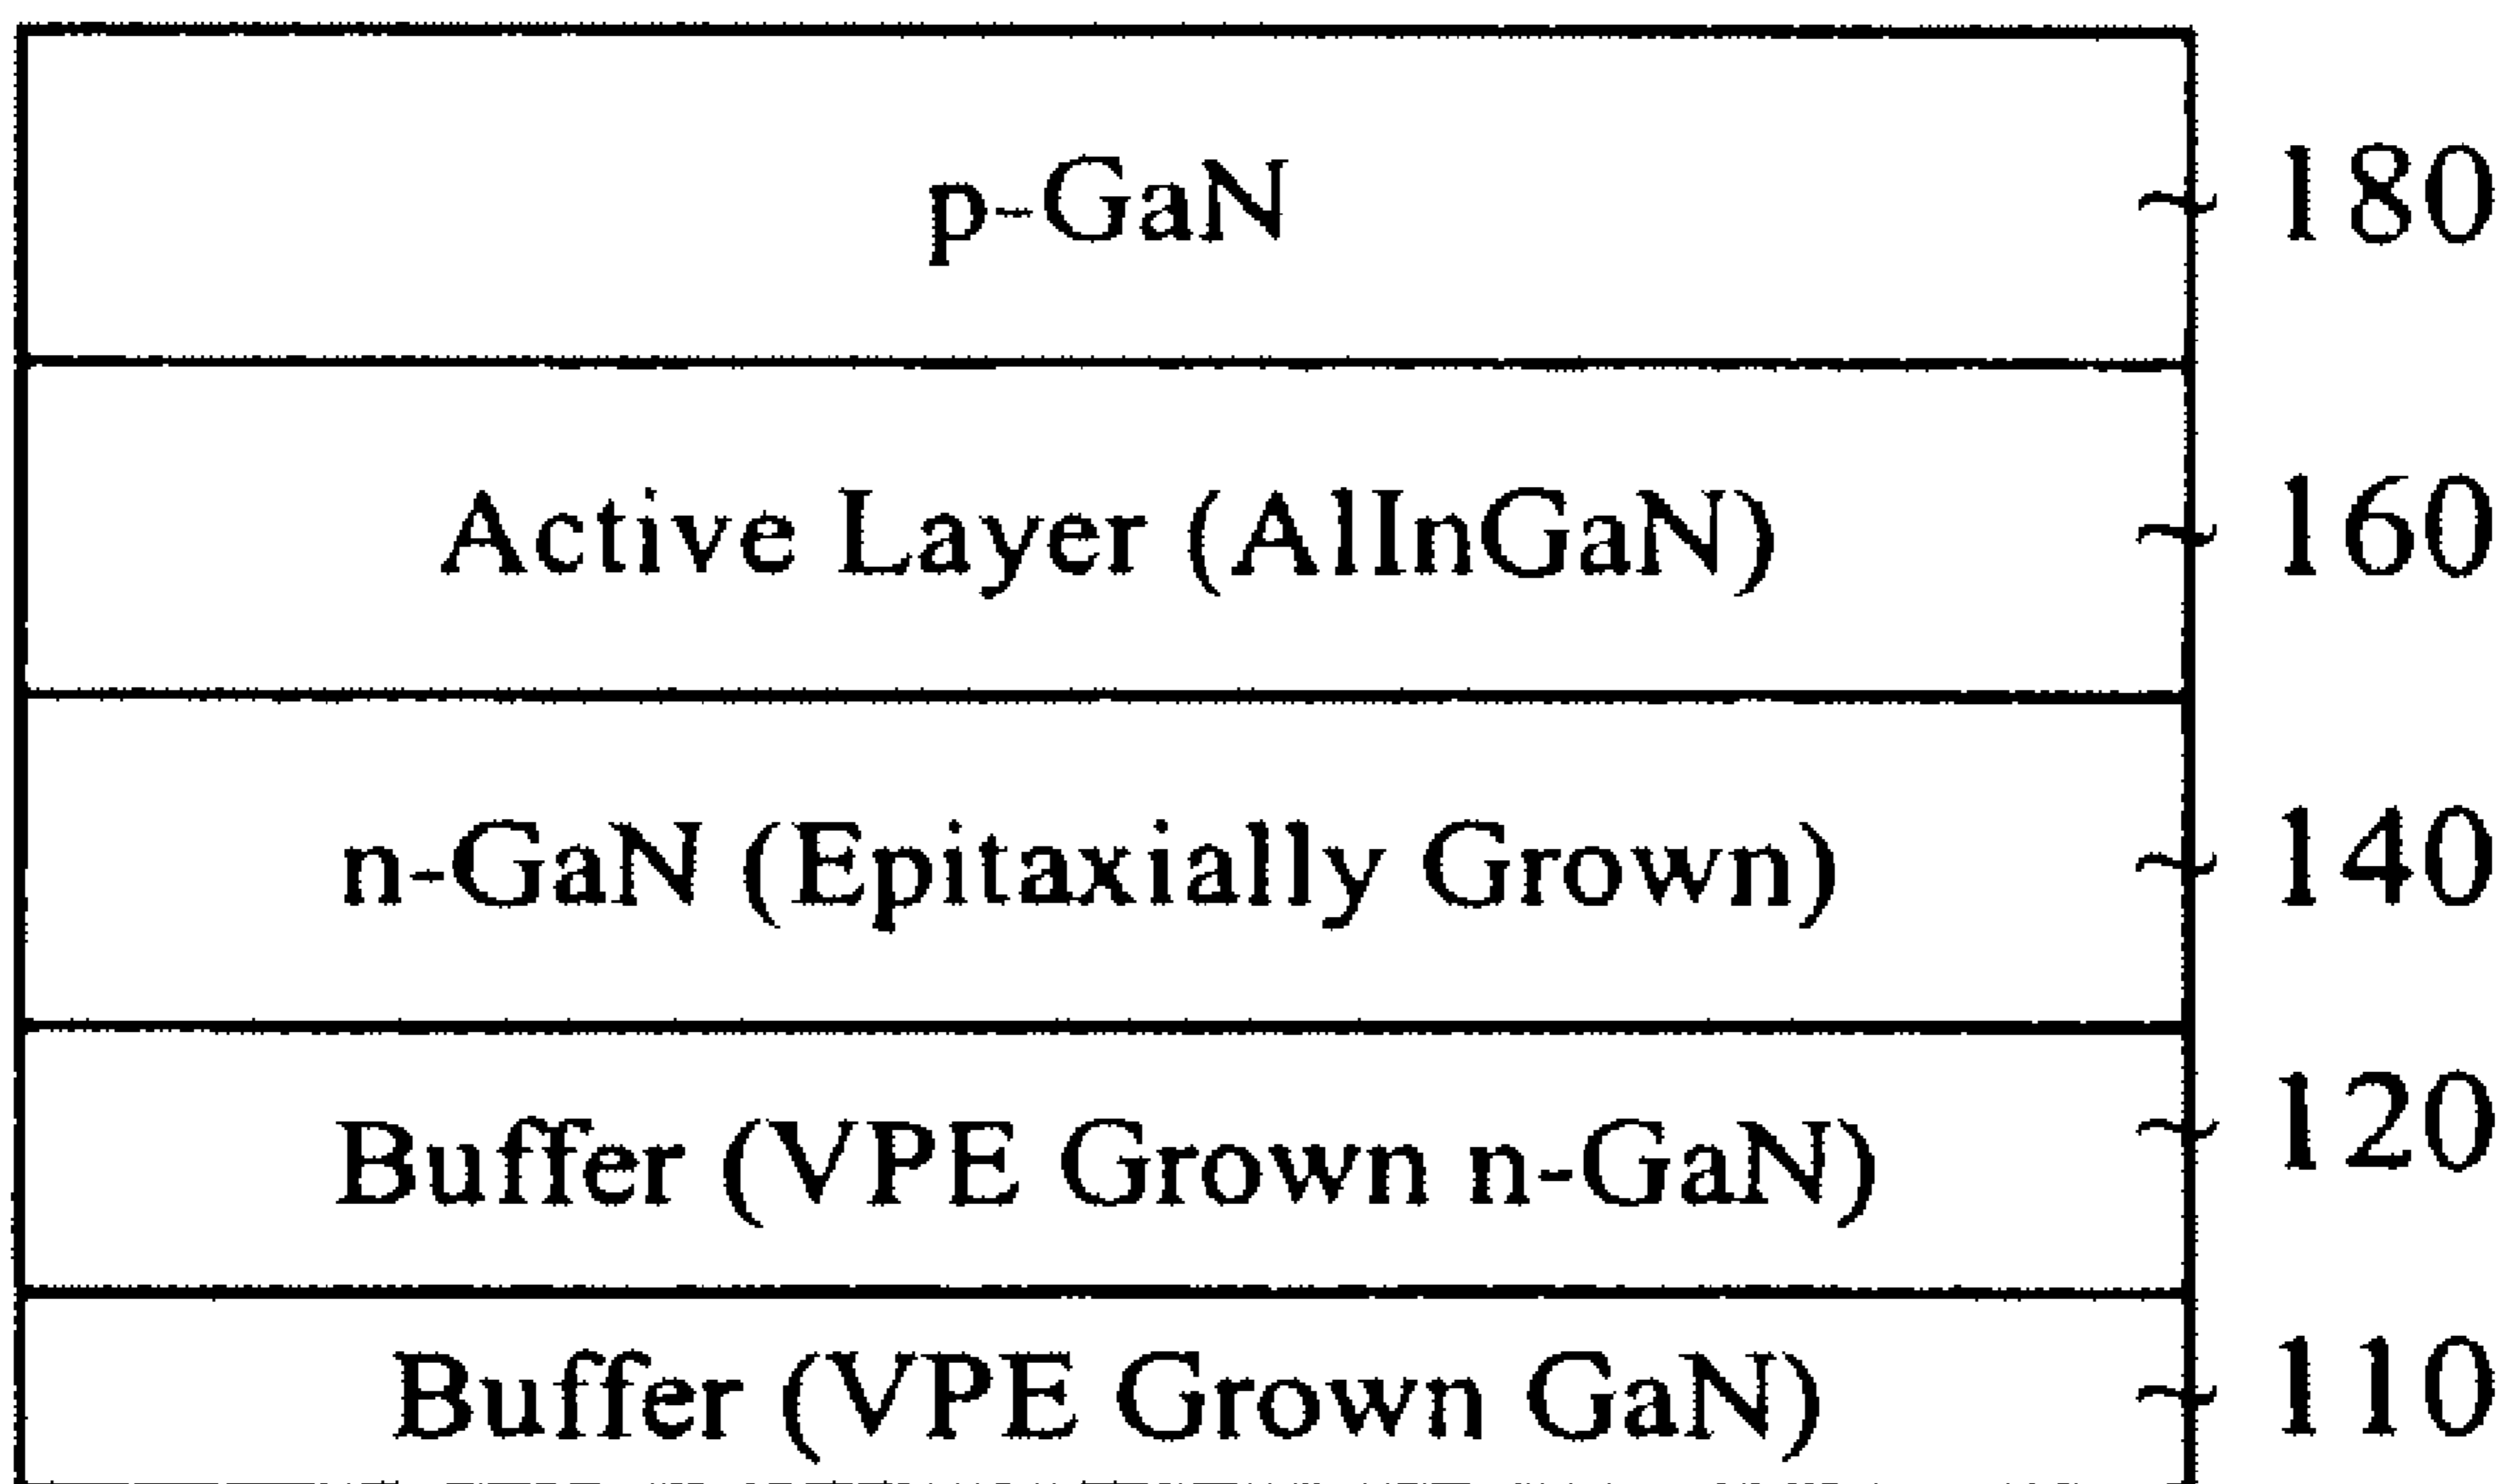 p-GaN 180
Active Layer (AlInGaN) 160
n-GaN (Epitaxially Grown) 140
Buffer (VPE Grown n-GaN) 120
Buffer (VPE Grown GaN) 110